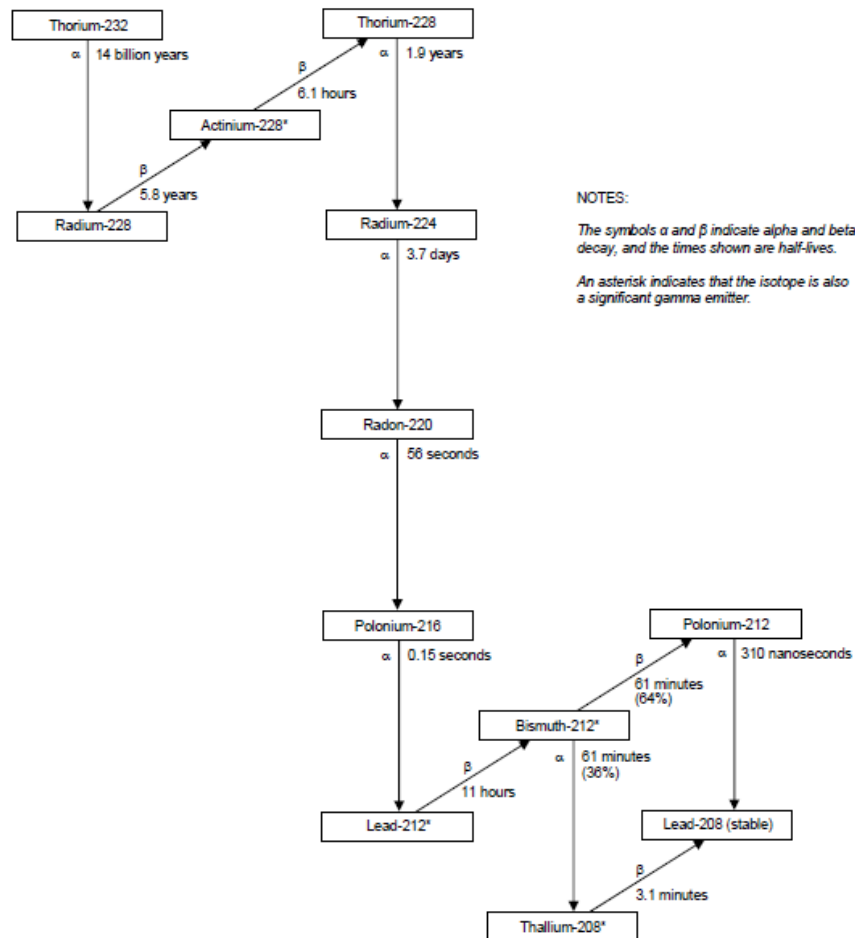 Thorium-232
Thorium-228
α 14 billion years
β
6.1 hours
α 1.9 years
Actinium-228*
β
5.8 years
Radium-228
Radium-224
NOTES:
The symbols α and β indicate alpha and beta
decay, and the times shown are half-lives.
An asterisk indicates that the isotope is also
a significant gamma emitter.
α 3.7 days
Radon-220
α 56 seconds
Polonium-216
Polonium-212
α 0.15 seconds
β
61 minutes
(64%)
α 310 nanoseconds
Bismuth-212*
β
11 hours
α 61 minutes
(36%)
Lead-212*
Lead-208 (stable)
β
3.1 minutes
Thallium-208*